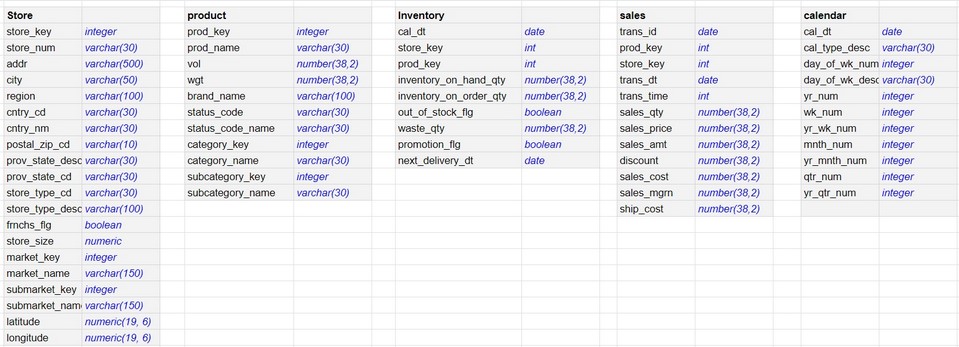 Store product Inventory sales calendar
store_key integer prod_key integer cal_dt date trans_id date cal_dt date
store_num varchar(30) prod_name varchar(30) store_key int prod_key int cal_type_desc varchar(30)
addr varchar(500) vol number(38,2) prod_key int store_key int day_of_wk_num integer
city varchar(50) wgt number(38,2) inventory_on_hand_qty number(38,2) trans_dt date day_of_wk_desc varchar(30)
region varchar(100) brand_name varchar(100) inventory_on_order_qty number(38,2) trans_time int yr_num integer
cntry_cd varchar(30) status_code varchar(30) out_of_stock_flg boolean sales_qty number(38,2) wk_num integer
cntry_nm varchar(30) status_code_name varchar(30) waste_qty number(38,2) sales_price number(38,2) yr_wk_num integer
postal_zip_cd varchar(10) category_key integer promotion_flg boolean sales_amt number(38,2) mnth_num integer
prov_state_desc varchar(30) category_name varchar(30) next_delivery_dt date discount number(38,2) yr_mnth_num integer
prov_state_cd varchar(30) subcategory_key integer sales_cost number(38,2) qtr_num integer
store_type_cd varchar(30) subcategory_name varchar(30) sales_mgrn number(38,2) yr_qtr_num integer
store_type_desc varchar(100) ship_cost number(38,2)
frnchs_flg boolean
store_size numeric
market_key integer
market_name varchar(150)
submarket_key integer
submarket_name varchar(150)
latitude numeric(19, 6)
longitude numeric(19, 6)